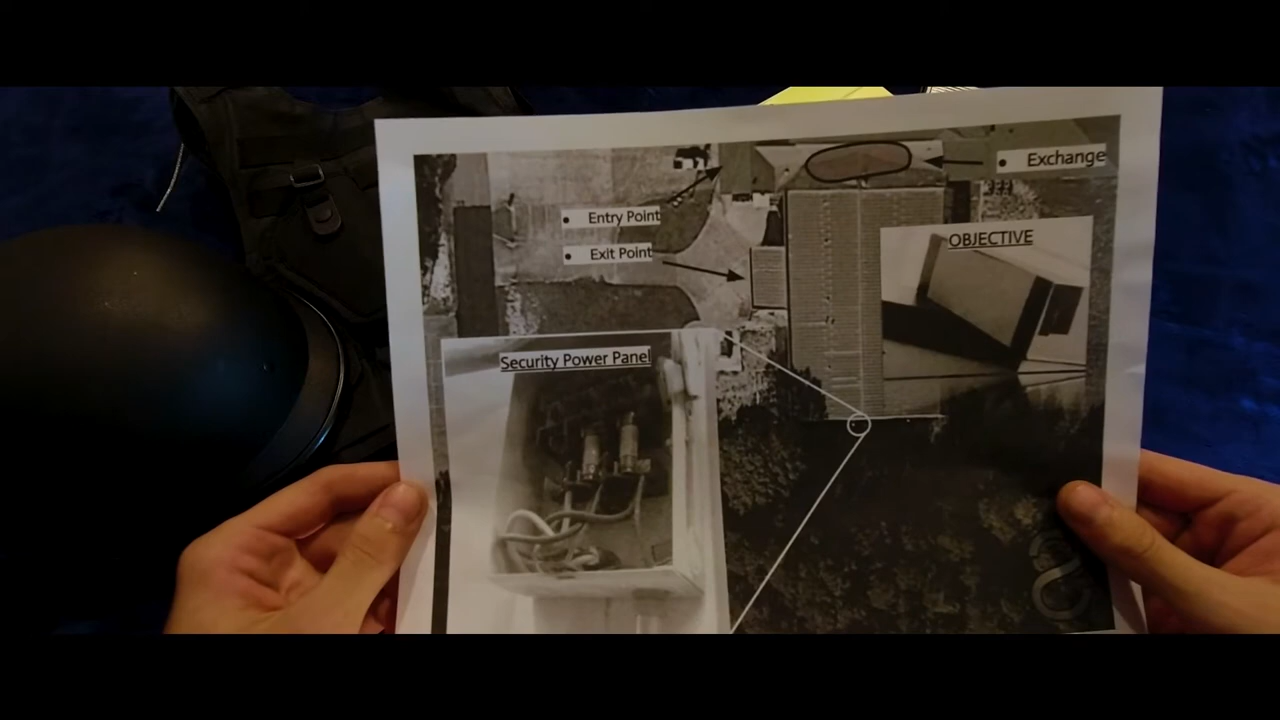 Exchange
Entry Point
Exit Point
OBJECTIVE
Security Power Panel